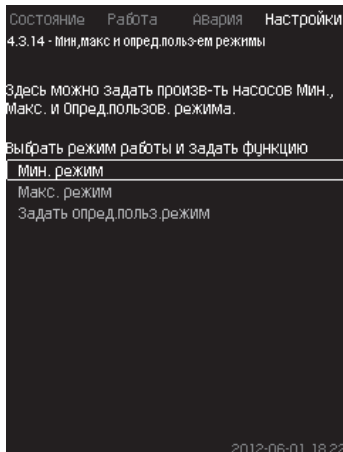 Состояние Работа Авария Настройки
4.3.14 - Мин,макс и опред.польз-ем режимы
Здесь можно задать произв-ть насосов Мин.,
Макс. и Опред.пользов. режима.
Выбрать режим работы и задать функцию
Мин. режим
Макс. режим
Задать опред.польз.режим
2012-06-01 18:22